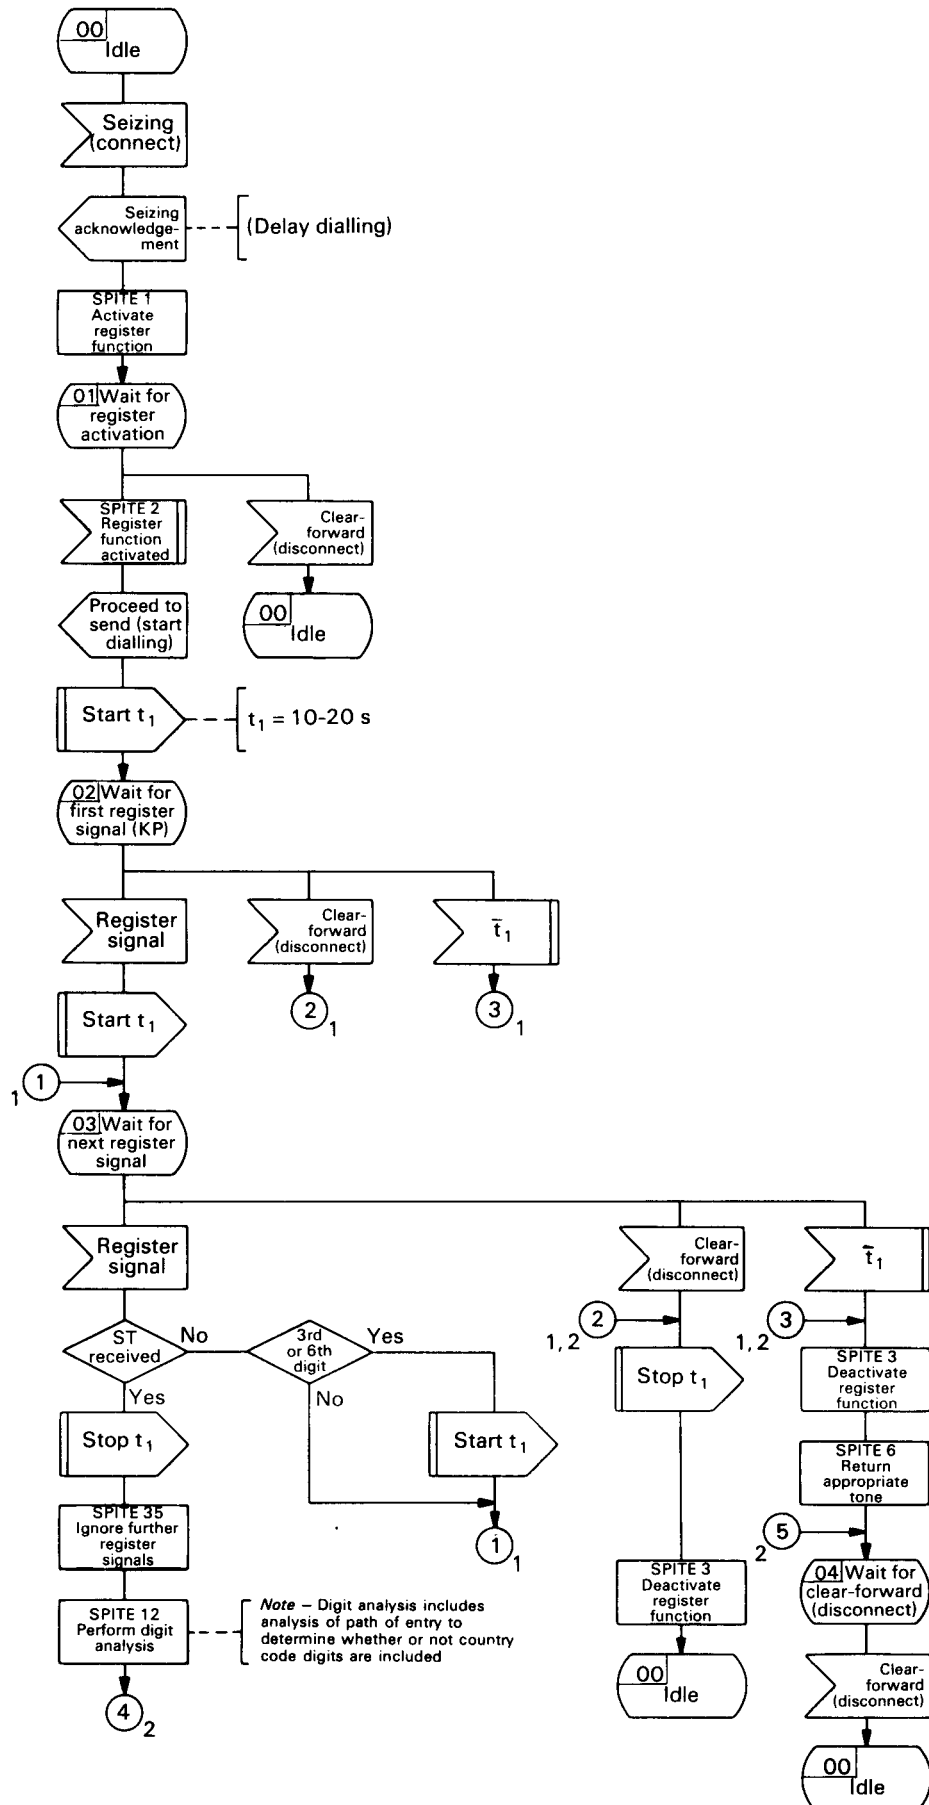 00
Idle
Seizing
(connect)
Seizing
acknowledge-
ment
(Delay dialling)
SPITE 1
Activate
register
function
01 Wait for
register
activation
SPITE 2
Register
function
activated
Clear-
forward
(disconnect)
Proceed to
send (start
dialling)
00
Idle
Start t1
t1 = 10-20 s
02 Wait for
first register
signal (KP)
Register
signal
Clear-
forward
(disconnect)
t̄1
Start t1
2 1
3 1
1 1
03 Wait for
next register
signal
Register
signal
Clear-
forward
(disconnect)
t̄1
ST
received
No
3rd
or 6th
digit
Yes
2
1, 2
3
1, 2
Yes
No
Stop t1
SPITE 3
Deactivate
register
function
Stop t1
Start t1
SPITE 6
Return
appropriate
tone
SPITE 35
Ignore further
register
signals
1 1
5
2
SPITE 3
Deactivate
register
function
04 Wait for
clear-forward
(disconnect)
SPITE 12
Perform digit
analysis
Note – Digit analysis includes
analysis of path of entry to
determine whether or not country
code digits are included
00
Idle
Clear-
forward
(disconnect)
4 2
00
Idle